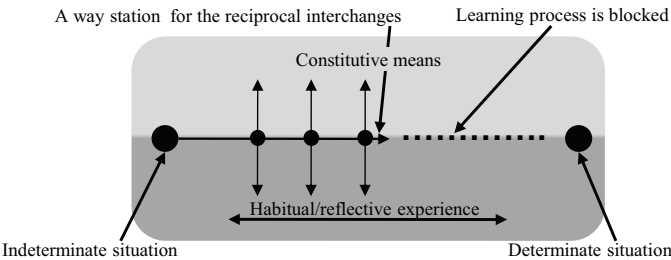 A way station for the reciprocal interchanges
Learning process is blocked
Constitutive means
Habitual/reflective experience
Indeterminate situation
Determinate situation